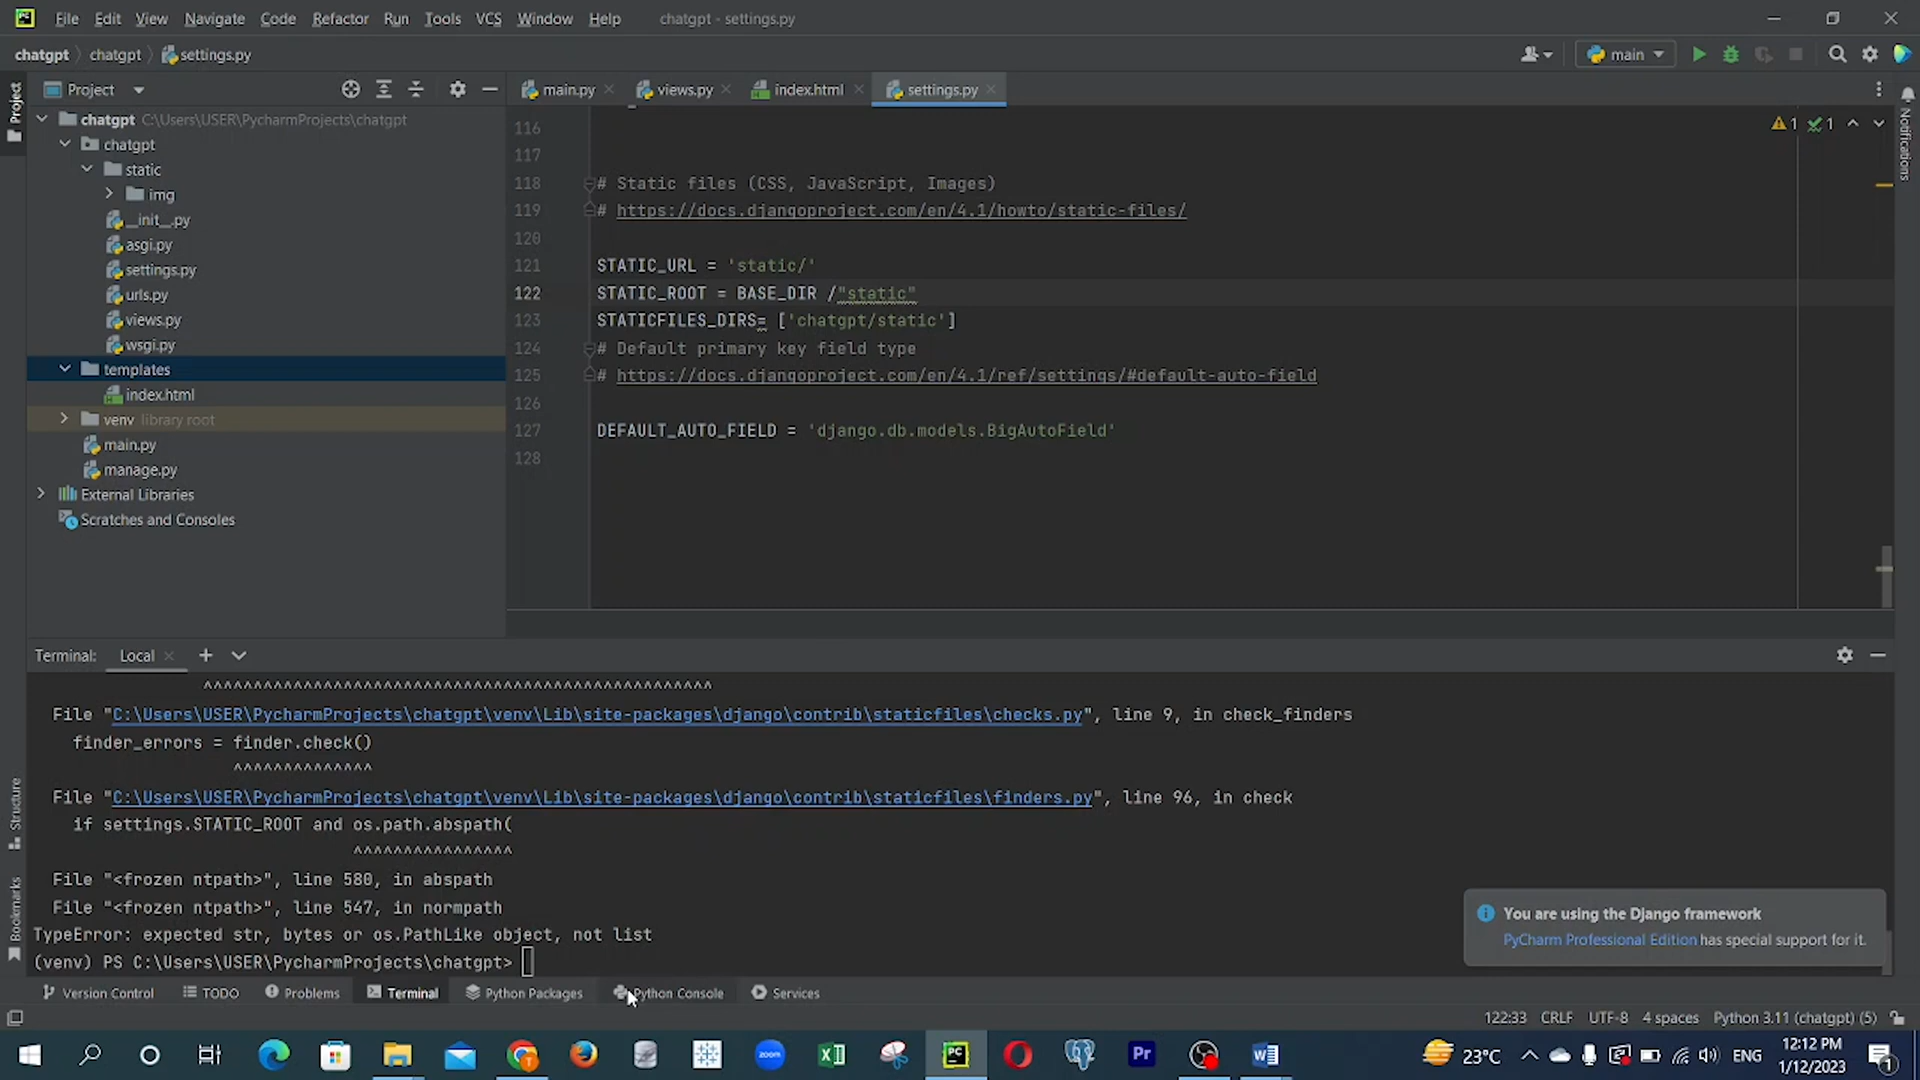 PC File Edit View Navigate Code Refactor Run Tools VCS Window Help chatgpt - settings.py
chatgpt chatgpt settings.py main
Project main.py views.py index.html settings.py
Project
Notifications
chatgpt C:\Users\USER\PycharmProjects\chatgpt
chatgpt
static
img
__init__.py
asgi.py
settings.py
urls.py
views.py
wsgi.py
templates
index.html
venv library root
main.py
manage.py
External Libraries
Scratches and Consoles
1 1
116
117
118 # Static files (CSS, JavaScript, Images)
119 # https://docs.djangoproject.com/en/4.1/howto/static-files/
120
121 STATIC_URL = 'static/'
122 STATIC_ROOT = BASE_DIR /"static"
123 STATICFILES_DIRS= ['chatgpt/static']
124 # Default primary key field type
125 # https://docs.djangoproject.com/en/4.1/ref/settings/#default-auto-field
126
127 DEFAULT_AUTO_FIELD = 'django.db.models.BigAutoField'
128
Terminal: Local
^^^^^^^^^^^^^^^^^^^^^^^^^^^^^^^^^^^^^^^^^^^^^^^^^^^
File "C:\Users\USER\PycharmProjects\chatgpt\venv\Lib\site-packages\django\contrib\staticfiles\checks.py", line 9, in check_finders
finder_errors = finder.check()
^^^^^^^^^^^^^^
File "C:\Users\USER\PycharmProjects\chatgpt\venv\Lib\site-packages\django\contrib\staticfiles\finders.py", line 96, in check
if settings.STATIC_ROOT and os.path.abspath(
^^^^^^^^^^^^^^^^
File "<frozen ntpath>", line 580, in abspath
File "<frozen ntpath>", line 547, in normpath
TypeError: expected str, bytes or os.PathLike object, not list
(venv) PS C:\Users\USER\PycharmProjects\chatgpt>
Structure
Bookmarks
You are using the Django framework
PyCharm Professional Edition has special support for it.
Version Control TODO Problems Terminal Python Packages Python Console Services
122:33 CRLF UTF-8 4 spaces Python 3.11 (chatgpt) (5)
zoom PC Pr 23°C ENG 12:12 PM
1/12/2023 1